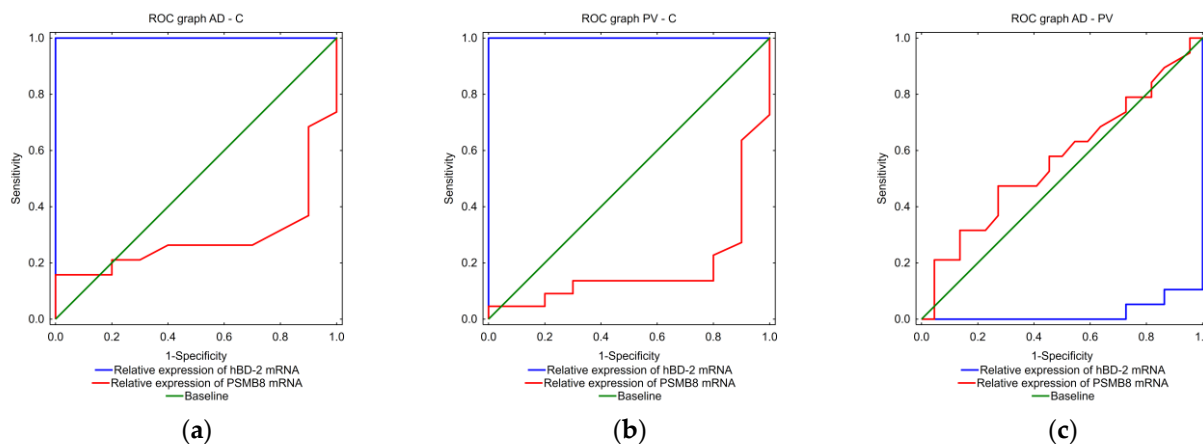 ROC graph AD - C
1.0
0.8
0.6
0.4
0.2
0.0
Sensitivity
0.0 0.2 0.4 0.6 0.8 1.0
1-Specificity
Relative expression of hBD-2 mRNA
Relative expression of PSMB8 mRNA
Baseline
(a)
ROC graph PV - C
1.0
0.8
0.6
0.4
0.2
0.0
Sensitivity
0.0 0.2 0.4 0.6 0.8 1.0
1-Specificity
Relative expression of hBD-2 mRNA
Relative expression of PSMB8 mRNA
Baseline
(b)
ROC graph AD - PV
1.0
0.8
0.6
0.4
0.2
0.0
Sensitivity
0.0 0.2 0.4 0.6 0.8 1.0
1-Specificity
Relative expression of hBD-2 mRNA
Relative expression of PSMB8 mRNA
Baseline
(c)